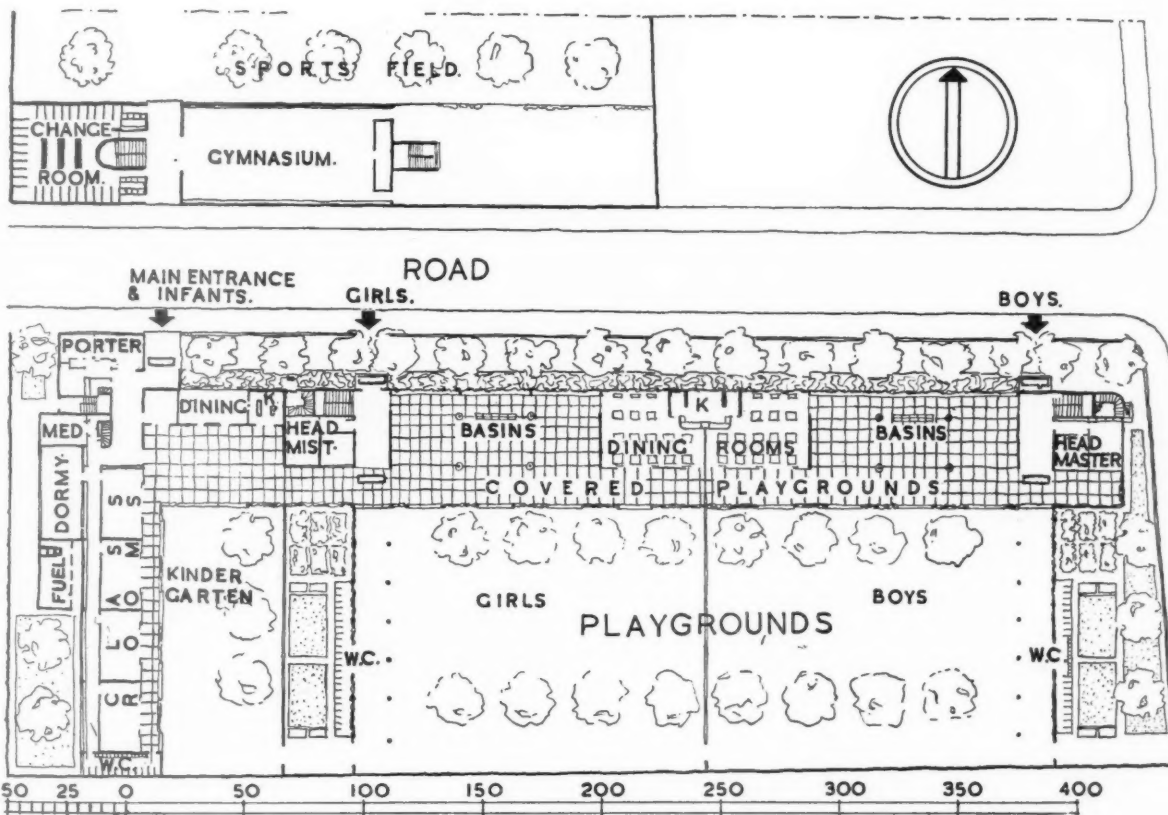 SPORTS FIELD.
CHANGE
ROOM.
GYMNASIUM.
ROAD
MAIN ENTRANCE
& INFANTS.
GIRLS.
BOYS.
PORTER
DINING
K
MED
HEAD
MIST.
BASINS
K
DINING ROOMS
BASINS
HEAD
MASTER
COVERED PLAYGROUNDS
DORMY.
FUEL
CLASS
ROOMS
KINDER
GARTEN
GIRLS
BOYS
PLAYGROUNDS
W.C.
W.C.
W.C.
50 25 0 50 100 150 200 250 300 350 400